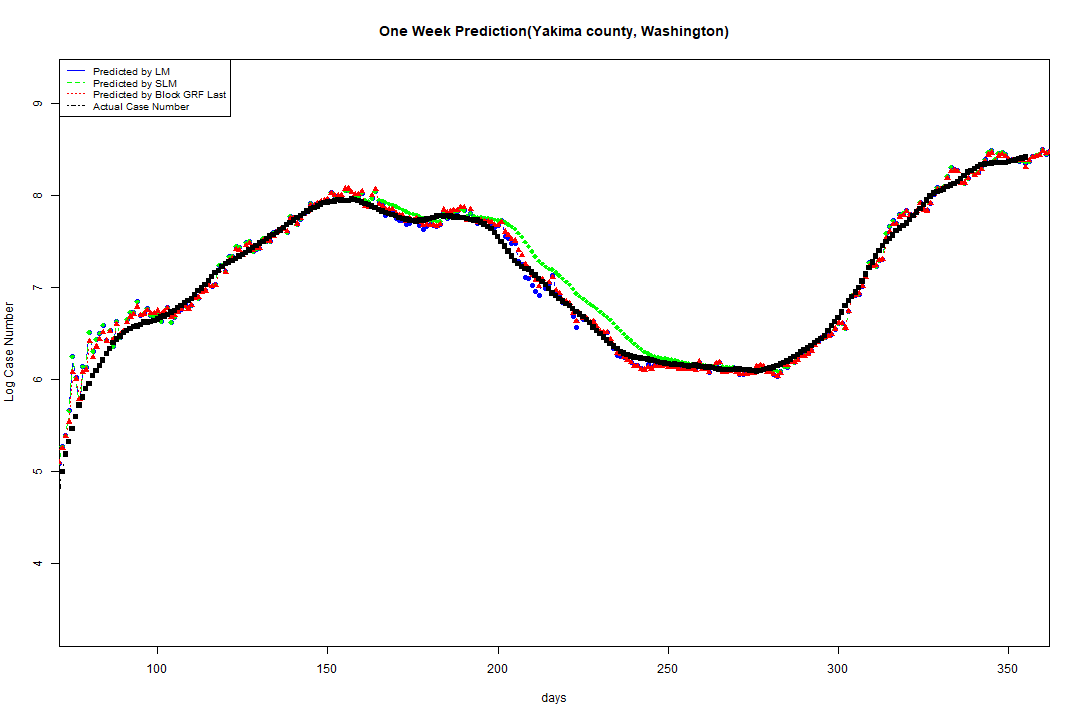 One Week Prediction(Yakima county, Washington)
Predicted by LM
Predicted by SLM
Predicted by Block GRF Last
Actual Case Number
9
8
7
6
5
4
Log Case Number
100 150 200 250 300 350
days